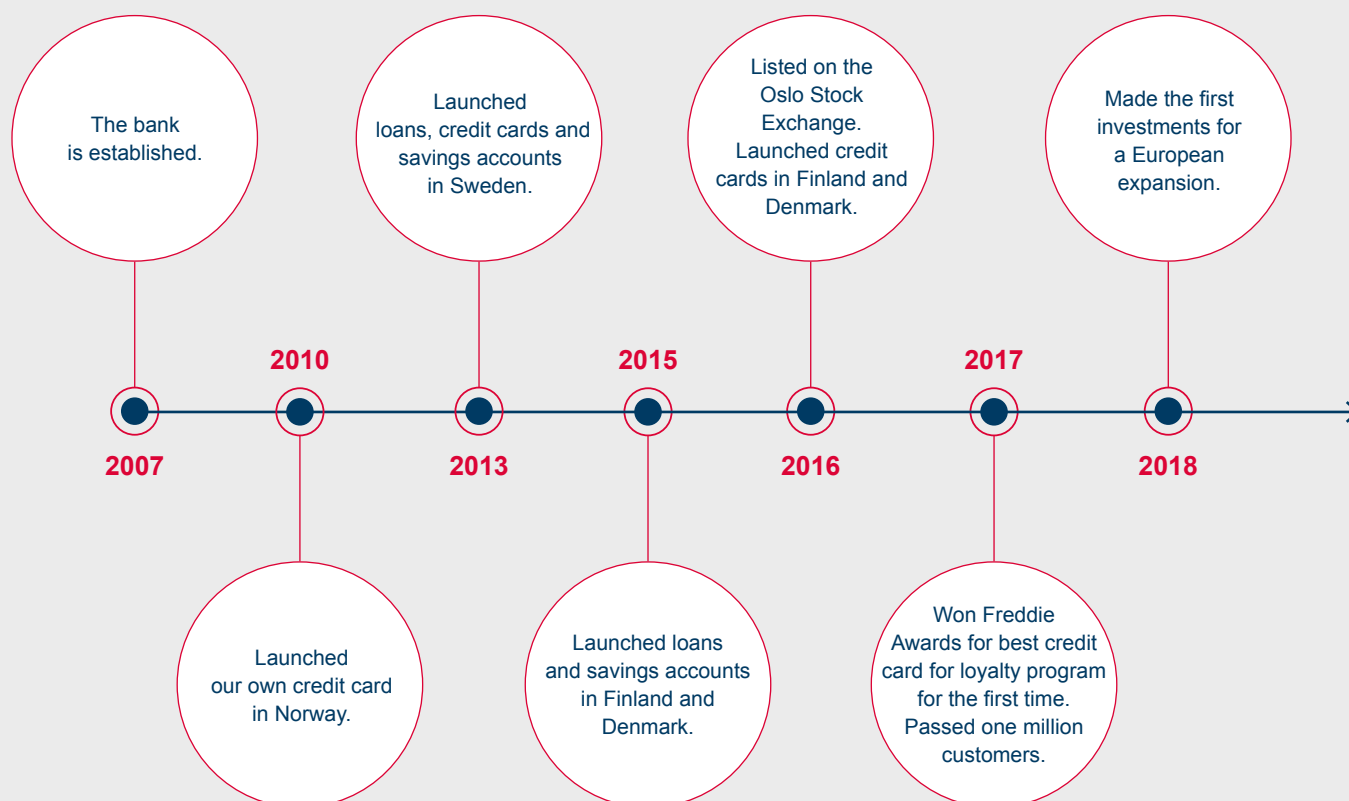 The bank
is established.
2007
2010
Launched
our own credit card
in Norway.
Launched
loans, credit cards and
savings accounts
in Sweden.
2013
2015
Launched loans
and savings accounts
in Finland and
Denmark.
Listed on the
Oslo Stock
Exchange.
Launched credit
cards in Finland and
Denmark.
2016
2017
Won Freddie
Awards for best credit
card for loyalty program
for the first time.
Passed one million
customers.
Made the first
investments for
a European
expansion.
2018